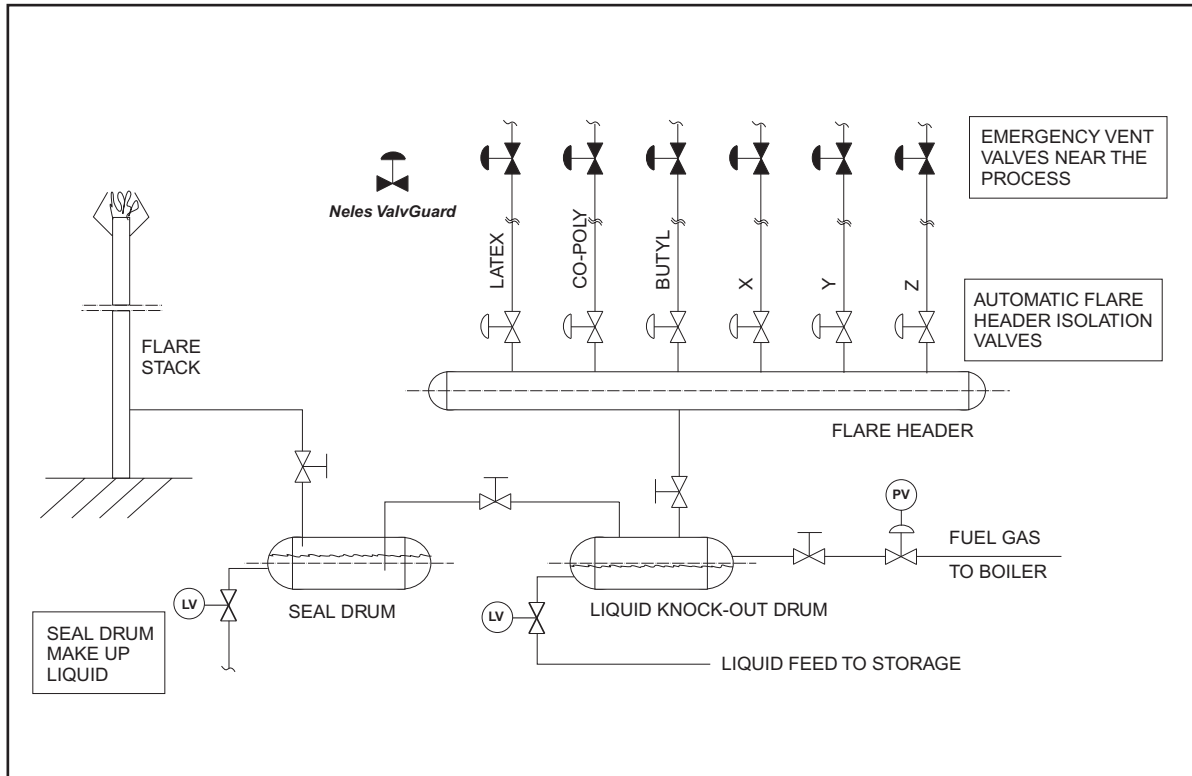 EMERGENCY VENT
VALVES NEAR THE
PROCESS
Neles ValvGuard
LATEX
CO-POLY
BUTYL
X
Y
Z
AUTOMATIC FLARE
HEADER ISOLATION
VALVES
FLARE
STACK
FLARE HEADER
PV
FUEL GAS
TO BOILER
LV
SEAL DRUM
LV
LIQUID KNOCK-OUT DRUM
SEAL DRUM
MAKE UP
LIQUID
LIQUID FEED TO STORAGE